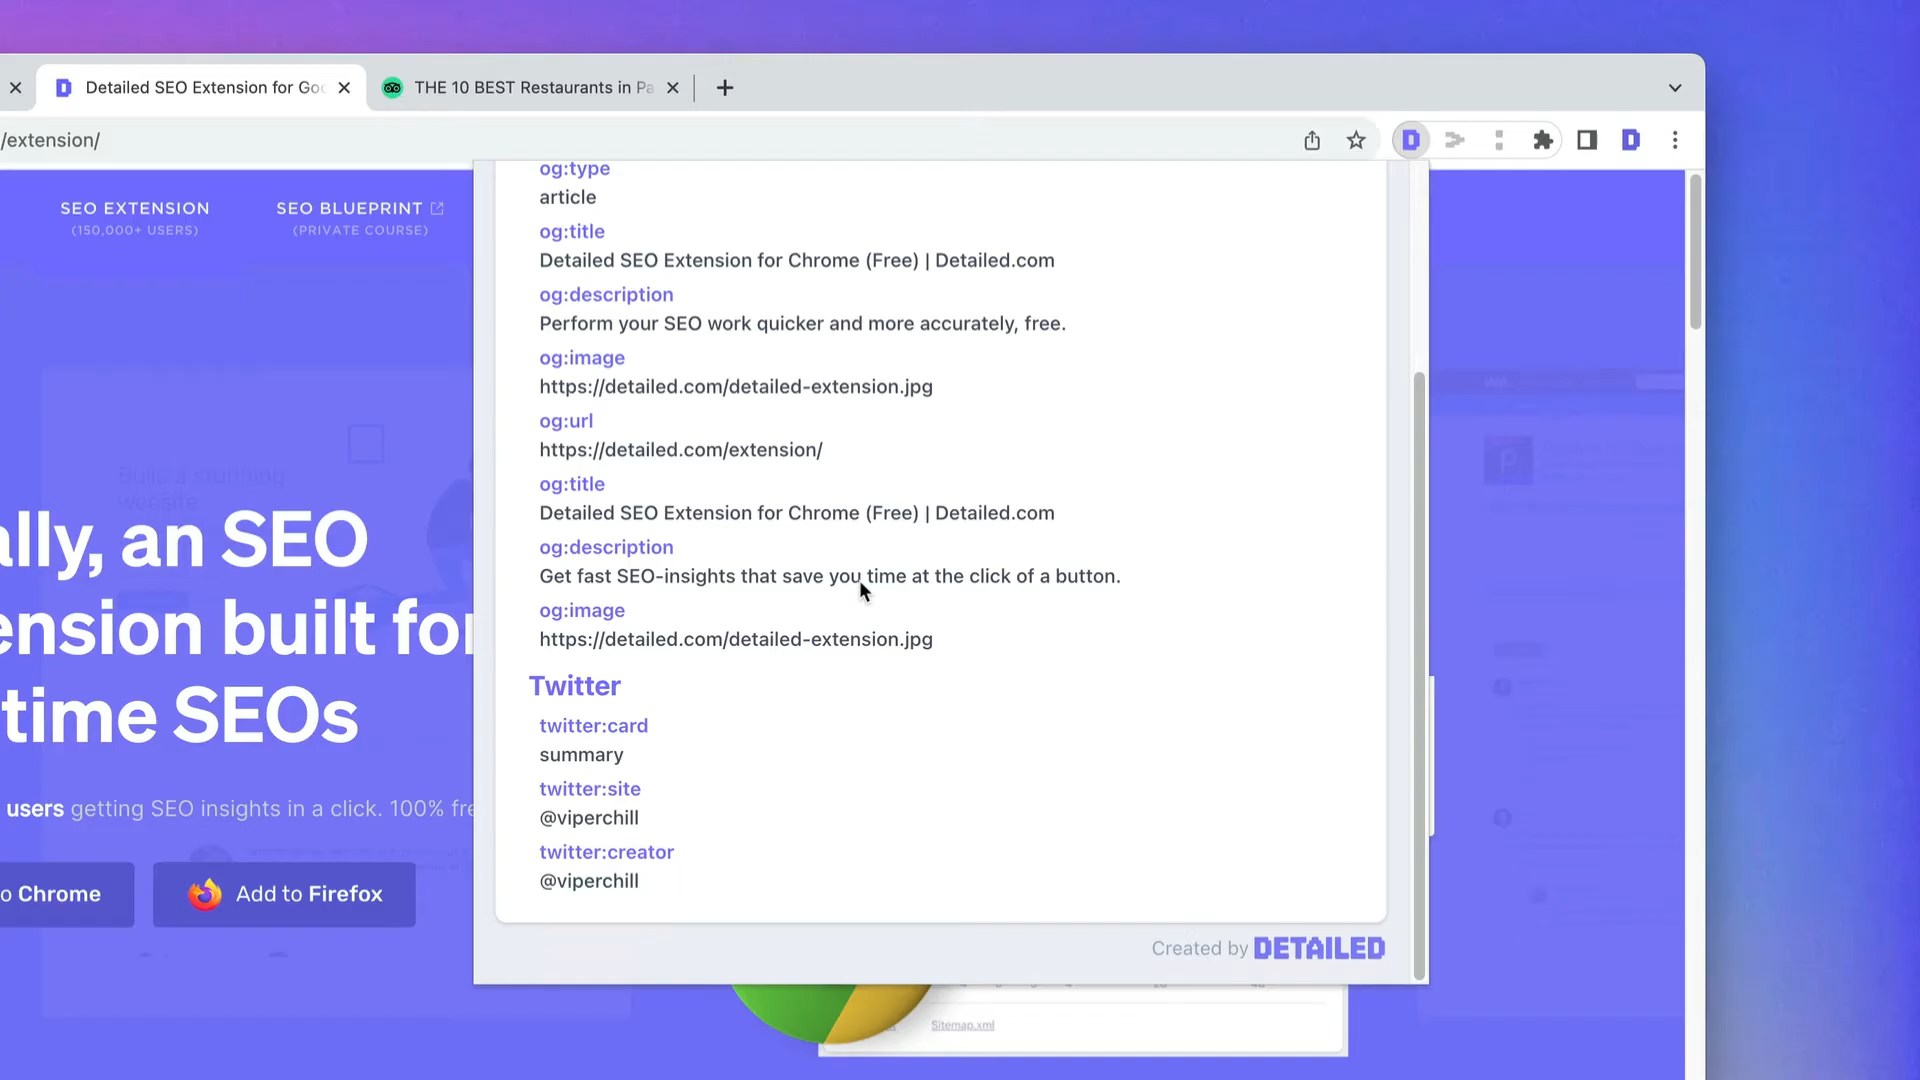 Detailed SEO Extension for Goo
THE 10 BEST Restaurants in Pa
/extension/
SEO EXTENSION
(150,000+ USERS)
SEO BLUEPRINT
(PRIVATE COURSE)
og:type
article
og:title
Detailed SEO Extension for Chrome (Free) | Detailed.com
og:description
Perform your SEO work quicker and more accurately, free.
og:image
https://detailed.com/detailed-extension.jpg
og:url
https://detailed.com/extension/
og:title
Detailed SEO Extension for Chrome (Free) | Detailed.com
og:description
Get fast SEO-insights that save you time at the click of a button.
og:image
https://detailed.com/detailed-extension.jpg
Twitter
twitter:card
summary
twitter:site
@viperchill
twitter:creator
@viperchill
Created by DETAILED
Build a stunning
website
ally, an SEO
ension built for
time SEOs
users getting SEO insights in a click. 100% fre
o Chrome
Add to Firefox
Sitemap.xml